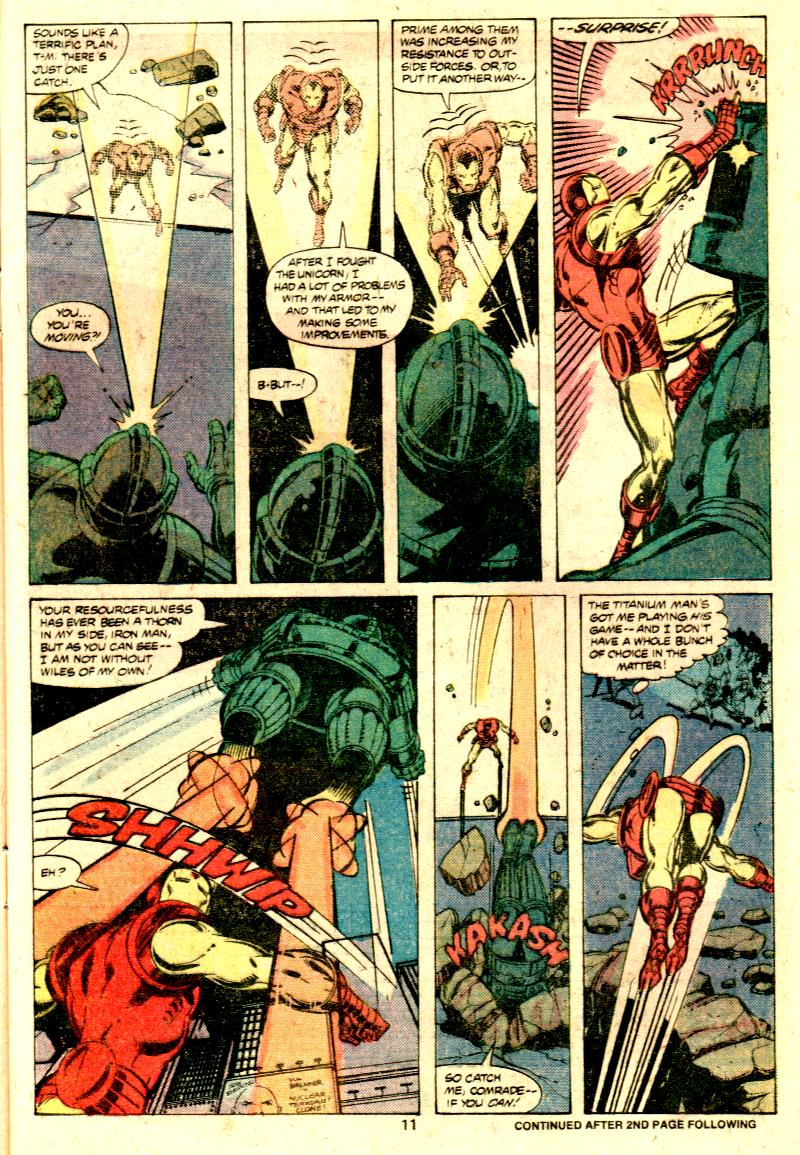 SOUNDS LIKE A
TERRIFIC PLAN,
T-M. THERE'S
JUST ONE
CATCH.
YOU...
YOU'RE
MOVING?!
AFTER I FOUGHT
THE UNICORN, I
HAD A LOT OF PROBLEMS
WITH MY ARMOR--
AND THAT LED TO MY
MAKING SOME
IMPROVEMENTS.
B-BUT--!
PRIME AMONG THEM
WAS INCREASING MY
RESISTANCE TO OUT-
SIDE FORCES. OR, TO
PUT IT ANOTHER WAY--
--SURPRISE!
KRRRUNCH
YOUR RESOURCEFULNESS
HAS EVER BEEN A THORN
IN MY SIDE, IRON MAN,
BUT AS YOU CAN SEE--
I AM NOT WITHOUT
WILES OF MY OWN!
SHHWIP
EH?
BRENNER
NUCLEAR
CLONE!
KAKASH
SO CATCH
ME, COMRADE--
IF YOU CAN!
THE TITANIUM MAN'S
GOT ME PLAYING HIS
GAME--AND I DON'T
HAVE A WHOLE BUNCH
OF CHOICE IN THE
MATTER!
11
CONTINUED AFTER 2ND PAGE FOLLOWING